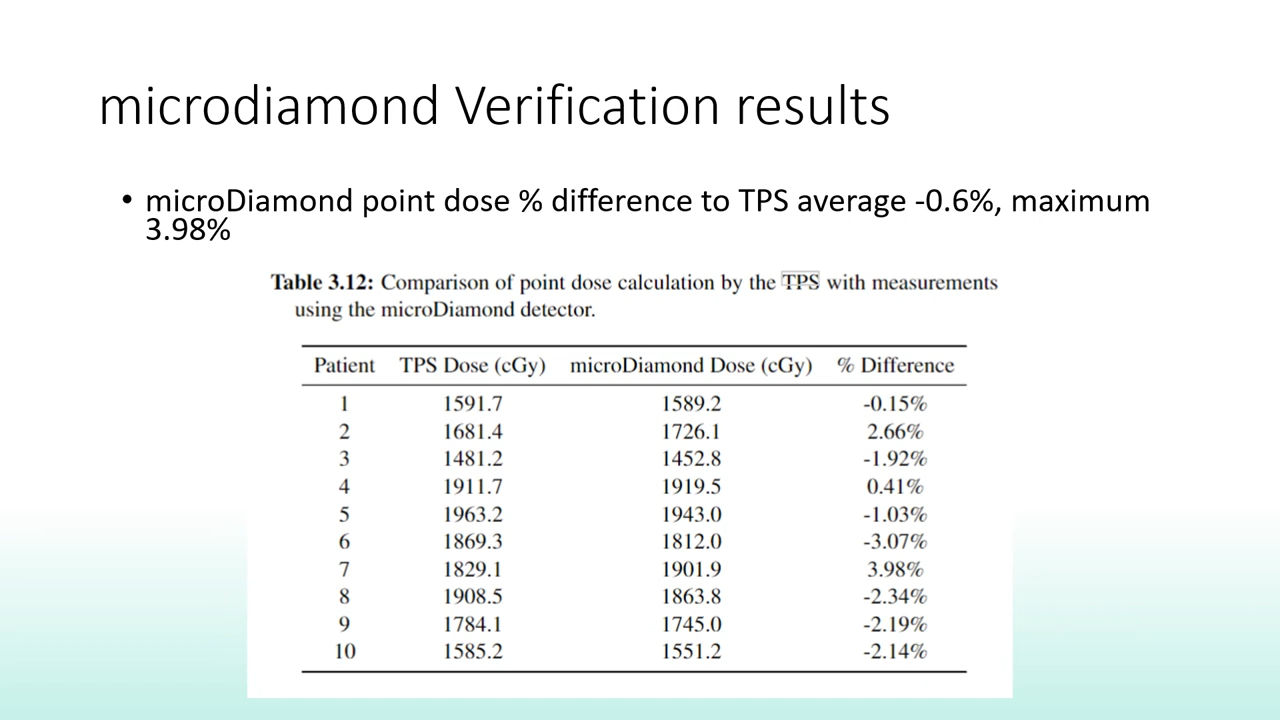 microdiamond Verification results
• microDiamond point dose % difference to TPS average -0.6%, maximum
3.98%
Table 3.12: Comparison of point dose calculation by the TPS with measurements
using the microDiamond detector.
Patient TPS Dose (cGy) microDiamond Dose (cGy) % Difference
1 1591.7 1589.2 -0.15%
2 1681.4 1726.1 2.66%
3 1481.2 1452.8 -1.92%
4 1911.7 1919.5 0.41%
5 1963.2 1943.0 -1.03%
6 1869.3 1812.0 -3.07%
7 1829.1 1901.9 3.98%
8 1908.5 1863.8 -2.34%
9 1784.1 1745.0 -2.19%
10 1585.2 1551.2 -2.14%